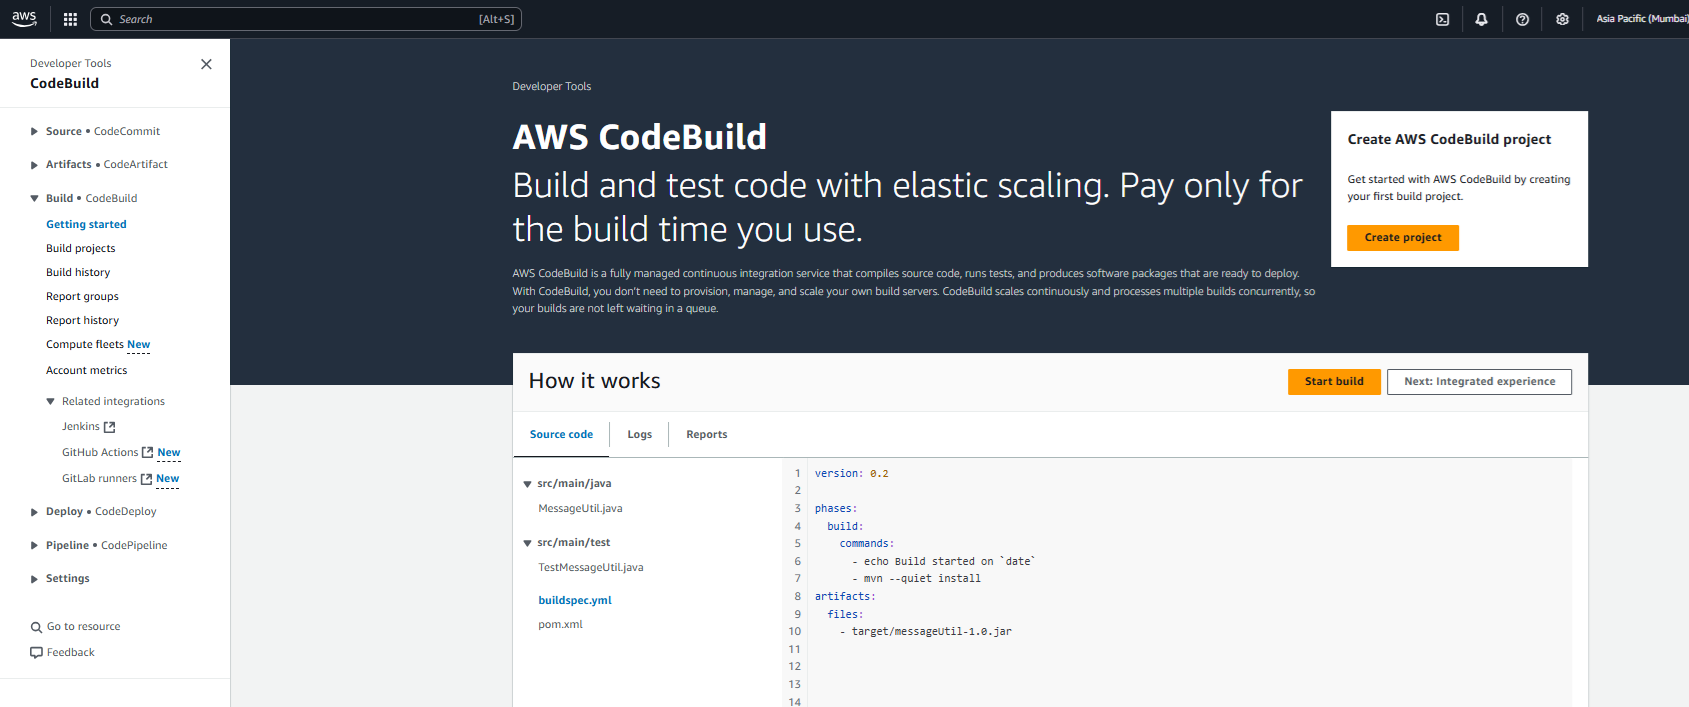 aws
Search [Alt+S]
Asia Pacific (Mumbai)
Developer Tools
CodeBuild
Source • CodeCommit
Artifacts • CodeArtifact
Build • CodeBuild
Getting started
Build projects
Build history
Report groups
Report history
Compute fleets New
Account metrics
Related integrations
Jenkins
GitHub Actions New
GitLab runners New
Deploy • CodeDeploy
Pipeline • CodePipeline
Settings
Go to resource
Feedback
Developer Tools
AWS CodeBuild
Build and test code with elastic scaling. Pay only for
the build time you use.
AWS CodeBuild is a fully managed continuous integration service that compiles source code, runs tests, and produces software packages that are ready to deploy.
With CodeBuild, you don’t need to provision, manage, and scale your own build servers. CodeBuild scales continuously and processes multiple builds concurrently, so
your builds are not left waiting in a queue.
Create AWS CodeBuild project
Get started with AWS CodeBuild by creating
your first build project.
Create project
How it works
Start build
Next: Integrated experience
Source code
Logs
Reports
src/main/java
MessageUtil.java
src/main/test
TestMessageUtil.java
buildspec.yml
pom.xml
1 version: 0.2
2
3 phases:
4 build:
5 commands:
6 - echo Build started on `date`
7 - mvn --quiet install
8 artifacts:
9 files:
10 - target/messageUtil-1.0.jar
11
12
13
14